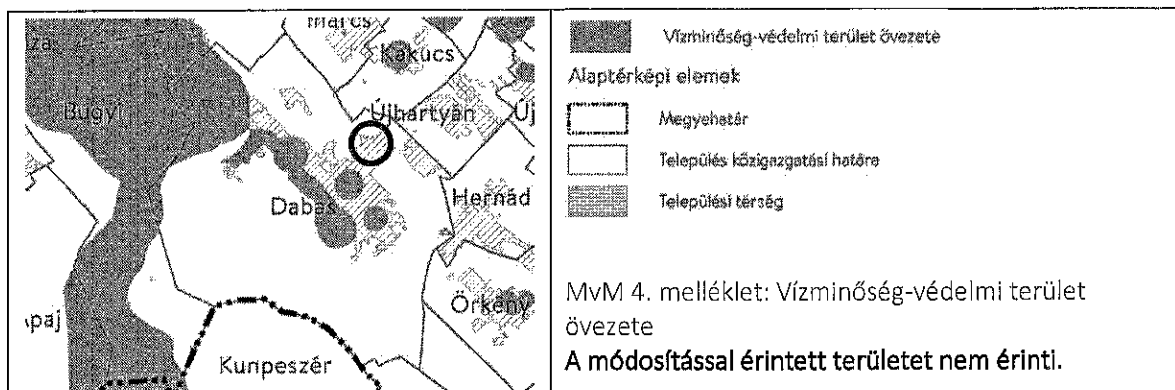 Kakucs
Bugyi
Újhartyán
Új
Hernád
Dabas
Örkény
Kunpeszér
Vízminőség-védelmi terület övezete
Alaptérképi elemek
Megyehatár
Település közigazgatási határa
Települési térség
MvM 4. melléklet: Vízminőség-védelmi terület
övezete
A módosítással érintett területet nem érinti.